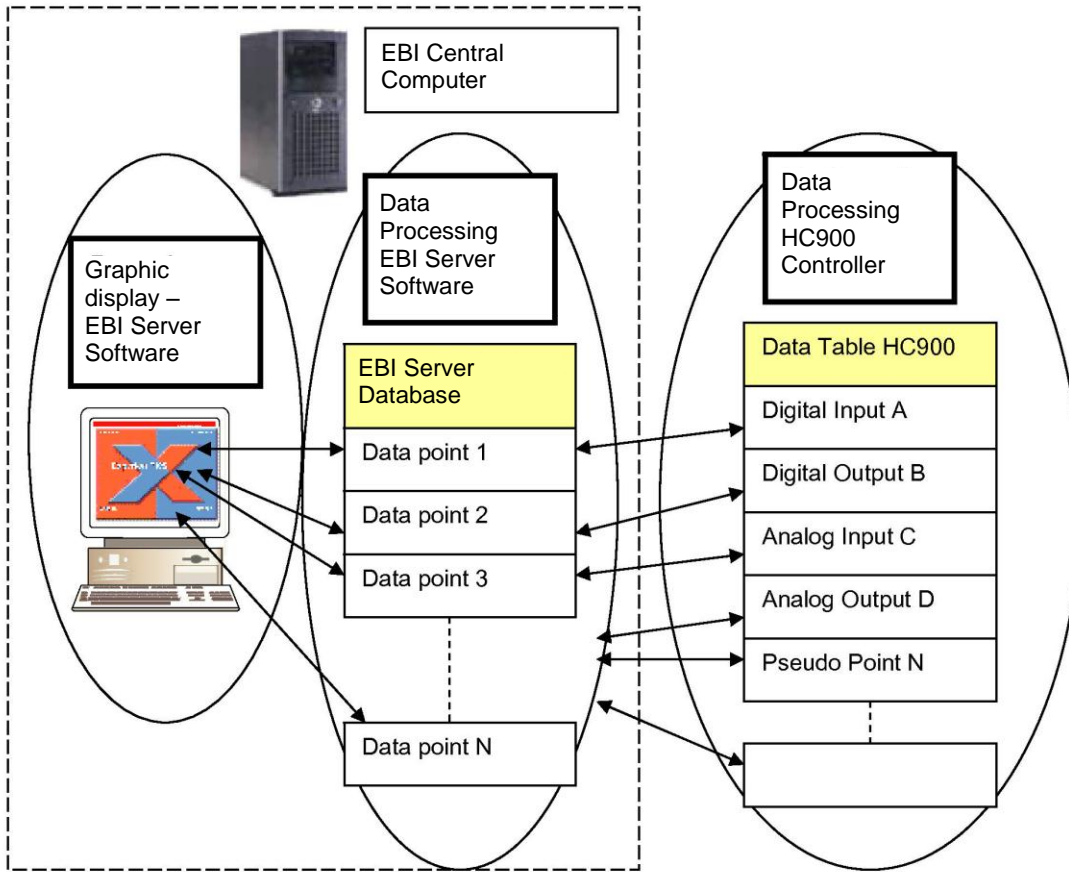 EBI Central
Computer
Data
Processing
EBI Server
Software
Data
Processing
HC900
Controller
Graphic
display –
EBI Server
Software
EBI Server
Database
Data point 1
Data point 2
Data point 3
Data point N
Data Table HC900
Digital Input A
Digital Output B
Analog Input C
Analog Output D
Pseudo Point N